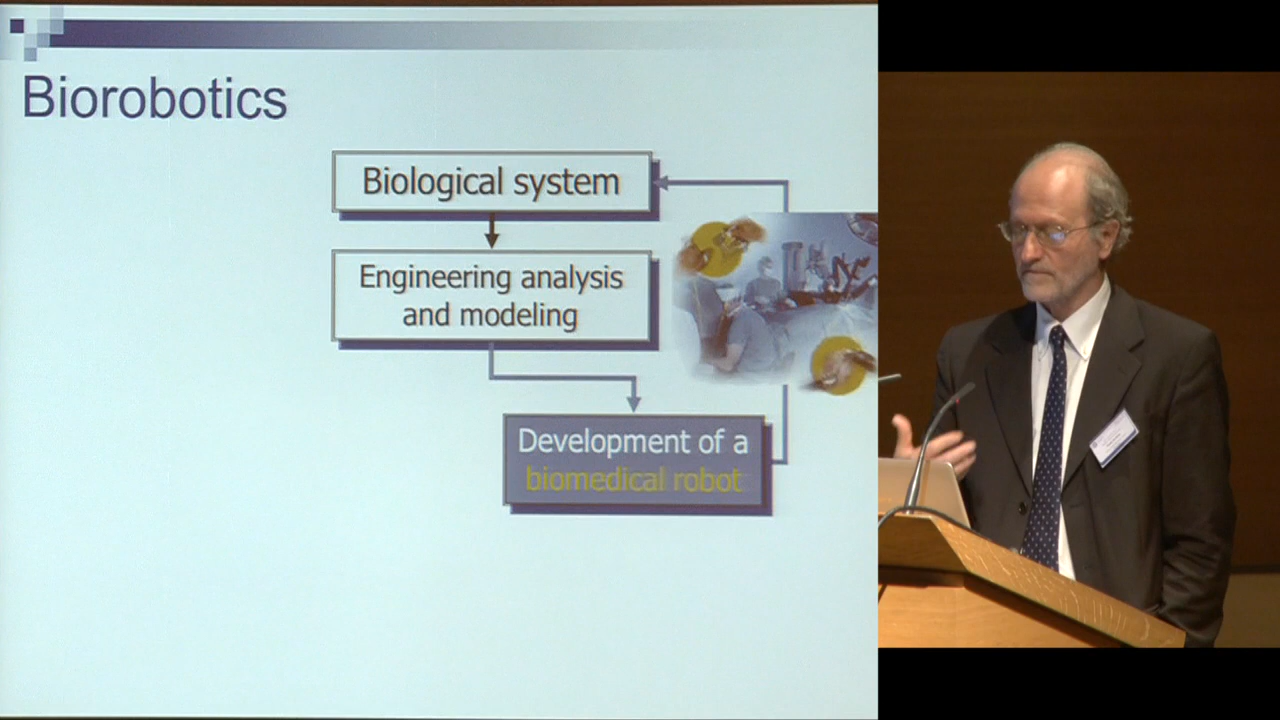 Biorobotics
Biological system
Engineering analysis
and modeling
Development of a
biomedical robot